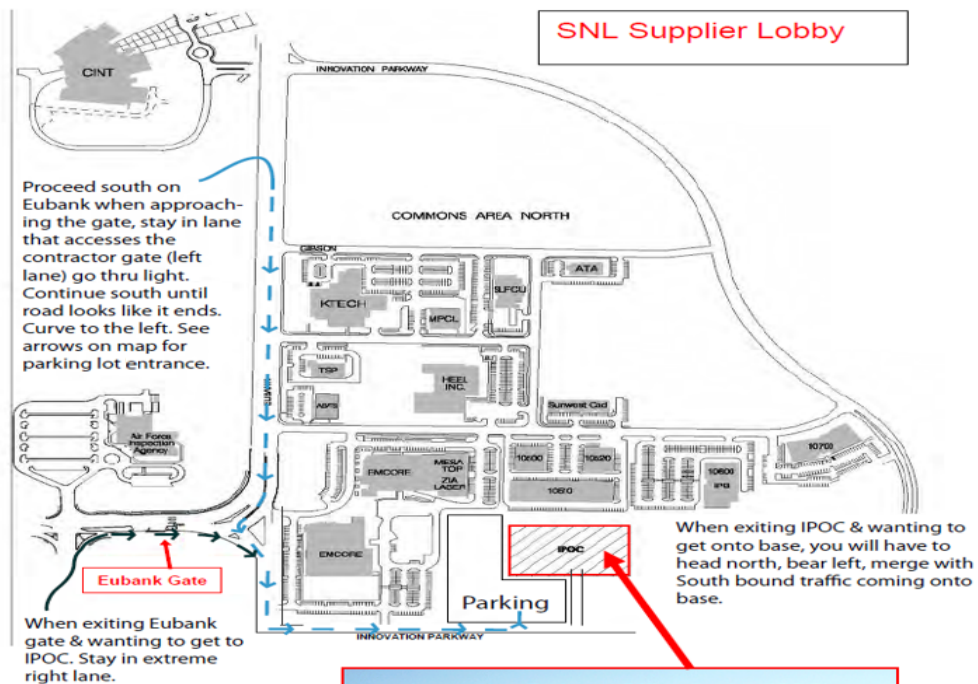 SNL Supplier Lobby
CINT
INNOVATION PARKWAY
Proceed south on
Eubank when approach-
ing the gate, stay in lane
that accesses the
contractor gate (left
lane) go thru light.
Continue south until
road looks like it ends.
Curve to the left. See
arrows on map for
parking lot entrance.
COMMONS AREA NORTH
GIBSON
KTECH
MPCL
SLFCU
ATA
TSP
HEEL
INC.
EUBANK
Sunwest Cad
Air Force
Inspection
Agency
EMCORE
MESA
TOP
ZIA
LASER
10500
10520
10510
10600
IPB
10700
EMCORE
IPOC
Eubank Gate
Parking
INNOVATION PARKWAY
When exiting IPOC & wanting to
get onto base, you will have to
head north, bear left, merge with
South bound traffic coming onto
base.
When exiting Eubank
gate & wanting to get to
IPOC. Stay in extreme
right lane.